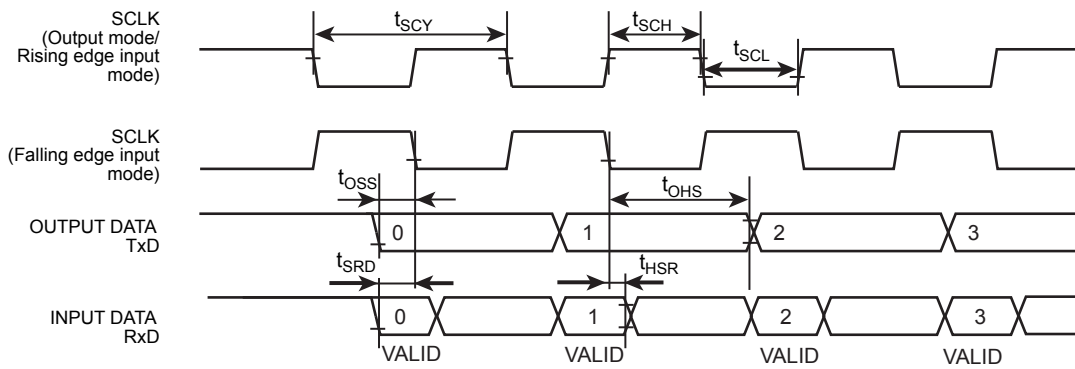 SCLK
(Output mode/
Rising edge input
mode)
tSCY
tSCH
tSCL
SCLK
(Falling edge input
mode)
tOSS
tOHS
OUTPUT DATA
TxD
0
1
2
3
tSRD
tHSR
INPUT DATA
RxD
0
1
2
3
VALID
VALID
VALID
VALID